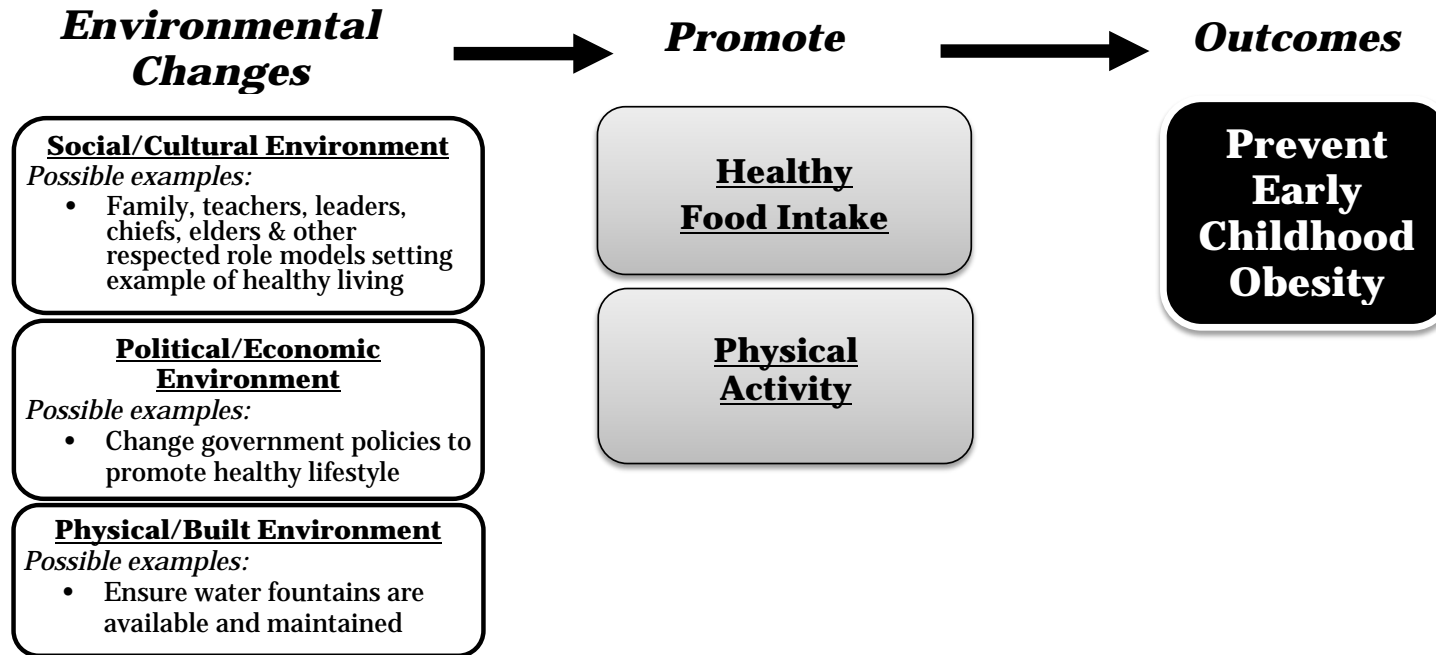 Environmental
Changes
Promote
Outcomes
Social/Cultural Environment
Possible examples:
• Family, teachers, leaders,
chiefs, elders & other
respected role models setting
example of healthy living
Political/Economic
Environment
Possible examples:
• Change government policies to
promote healthy lifestyle
Physical/Built Environment
Possible examples:
• Ensure water fountains are
available and maintained
Healthy
Food Intake
Physical
Activity
Prevent
Early
Childhood
Obesity